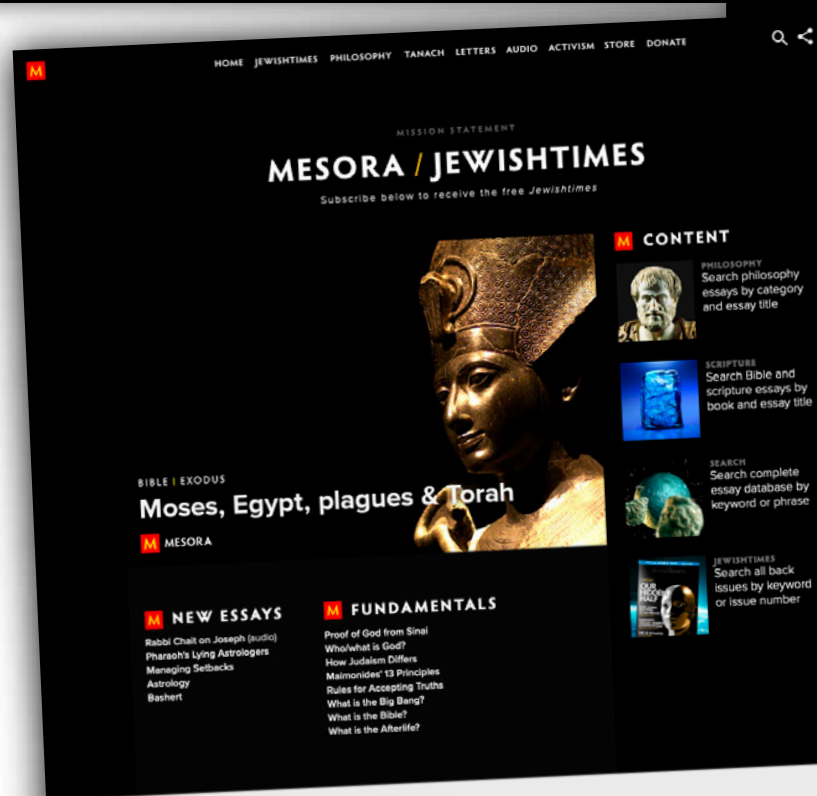 M
HOME JEWISHTIMES PHILOSOPHY TANACH LETTERS AUDIO ACTIVISM STORE DONATE
MISSION STATEMENT
MESORA / JEWISHTIMES
Subscribe below to receive the free Jewishtimes
BIBLE | EXODUS
Moses, Egypt, plagues & Torah
M MESORA
M NEW ESSAYS
Rabbi Chait on Joseph (audio)
Pharaoh's Lying Astrologers
Managing Setbacks
Astrology
Bashert
M FUNDAMENTALS
Proof of God from Sinai
Who/what is God?
How Judaism Differs
Maimonides' 13 Principles
Rules for Accepting Truths
What is the Big Bang?
What is the Bible?
What is the Afterlife?
M CONTENT
PHILOSOPHY
Search philosophy
essays by category
and essay title
SCRIPTURE
Search Bible and
scripture essays by
book and essay title
SEARCH
Search complete
essay database by
keyword or phrase
OUR
HIDDEN
HALF
JEWISHTIMES
Search all back
issues by keyword
or issue number